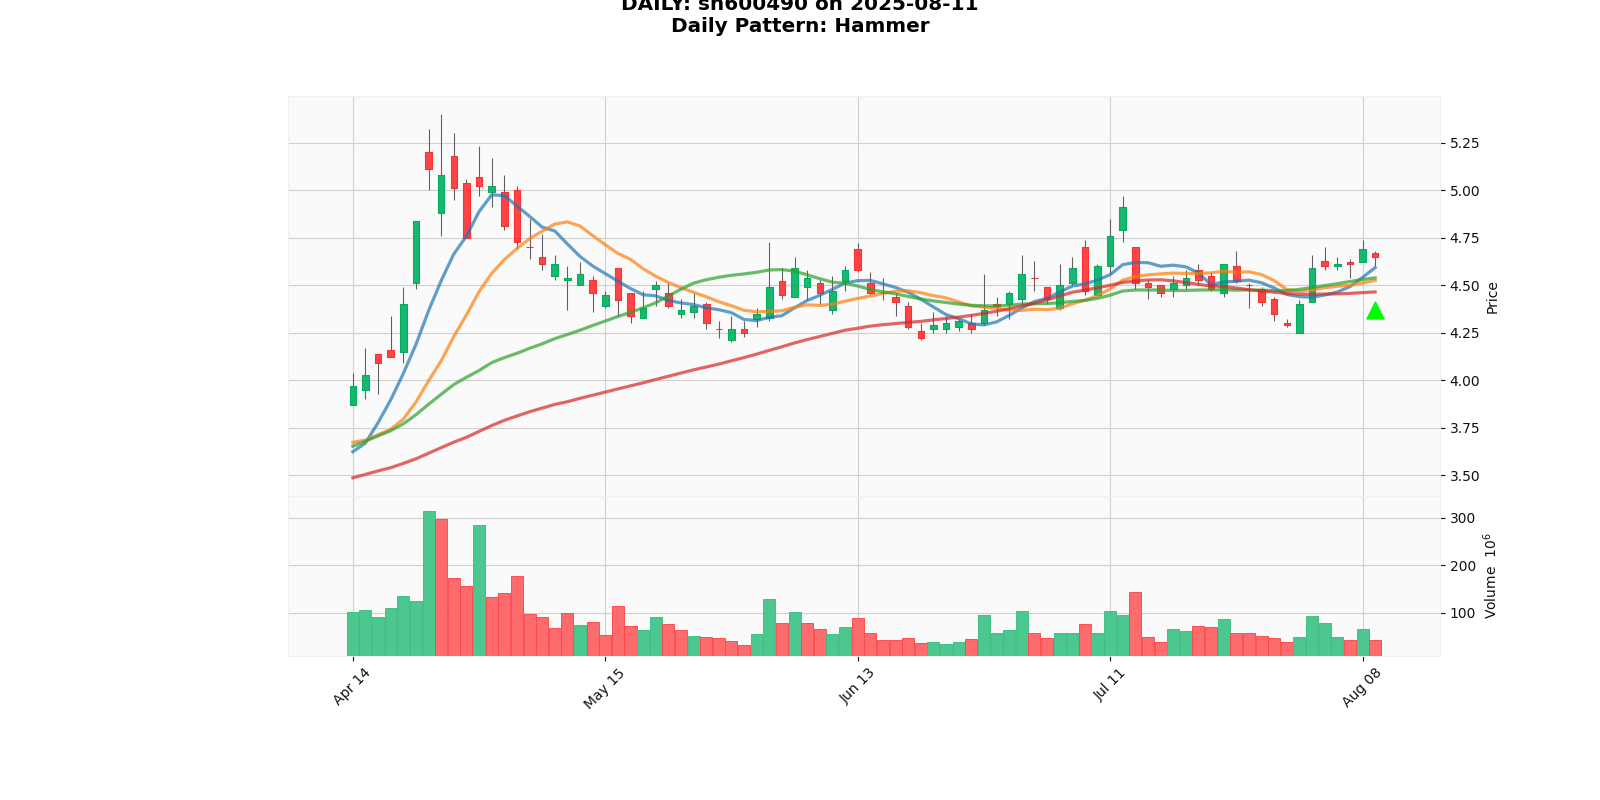 DAILY: sh600490 on 2025-08-11
Daily Pattern: Hammer
5.25
5.00
4.75
4.50
4.25
4.00
3.75
3.50
Price
300
200
100
Volume 10^6
Apr 14
May 15
Jun 13
Jul 11
Aug 08